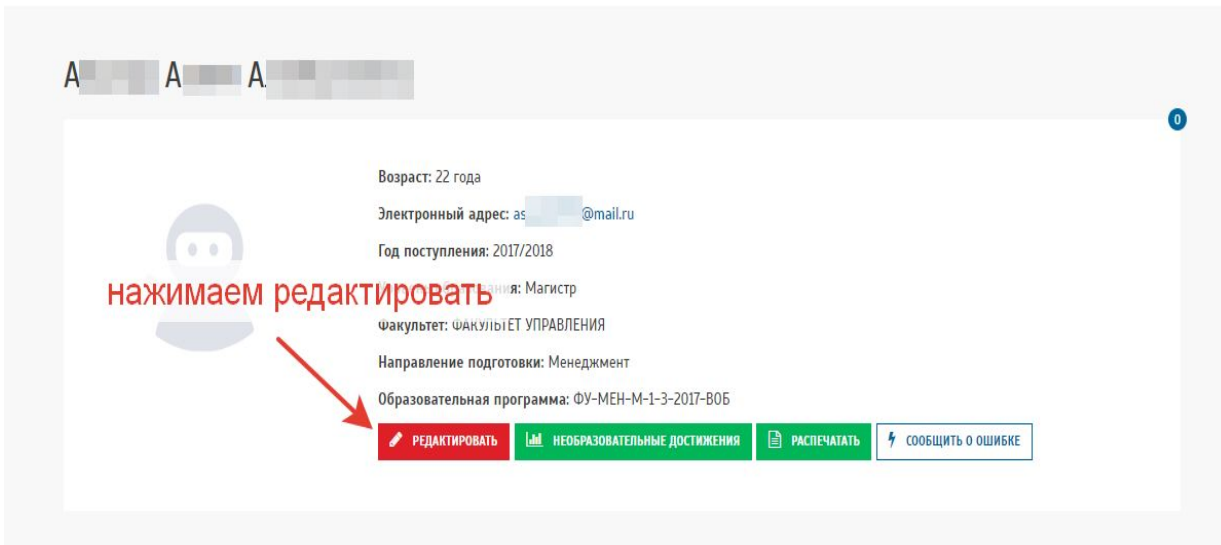 А А А.
0
Возраст: 22 года
Электронный адрес: as @mail.ru
Год поступления: 2017/2018
я: Магистр
нажимаем редактировать
Факультет: ФАКУЛЬТЕТ УПРАВЛЕНИЯ
Направление подготовки: Менеджмент
Образовательная программа: ФУ-МЕН-М-1-3-2017-ВОБ
РЕДАКТИРОВАТЬ НЕОБРАЗОВАТЕЛЬНЫЕ ДОСТИЖЕНИЯ РАСПЕЧАТАТЬ СООБЩИТЬ О ОШИБКЕ